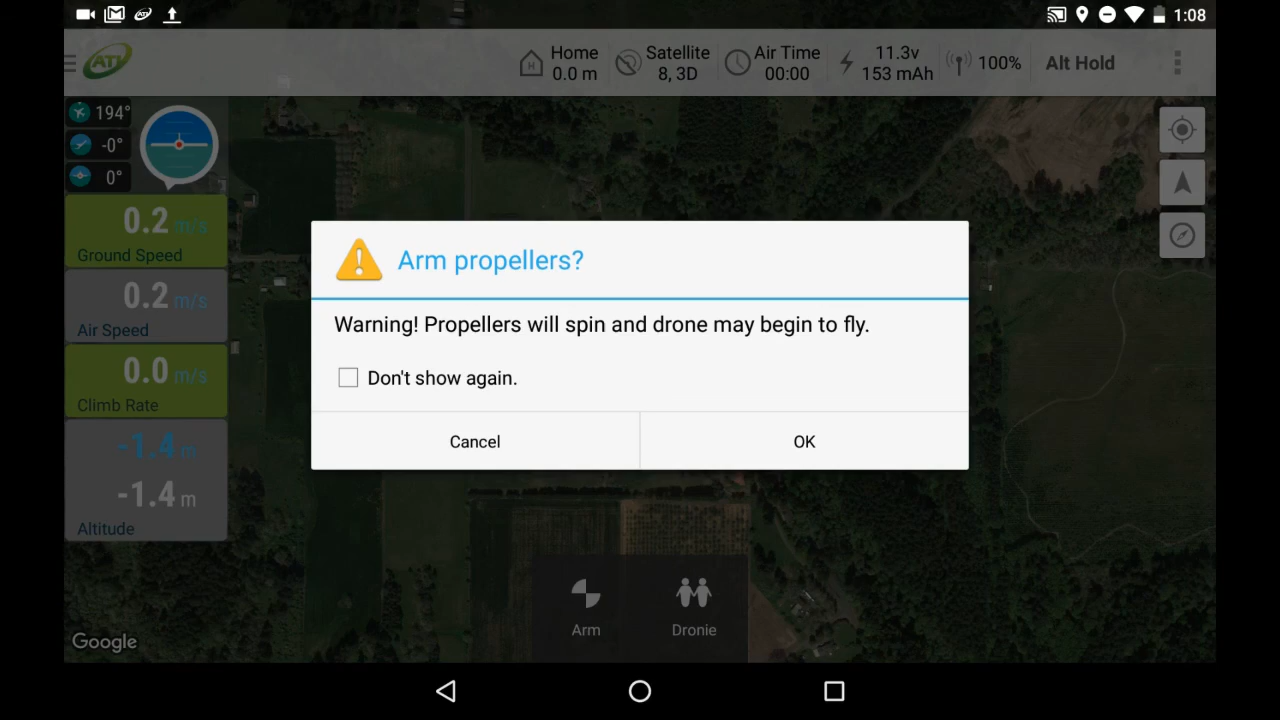 1:08
ATI
Home
0.0 m
Satellite
8, 3D
Air Time
00:00
11.3v
153 mAh
100%
Alt Hold
194°
-0°
0°
0.2 m/s
Ground Speed
0.2 m/s
Air Speed
0.0 m/s
Climb Rate
-1.4 m
-1.4 m
Altitude
Arm propellers?
Warning! Propellers will spin and drone may begin to fly.
Don't show again.
Cancel
OK
Arm
Dronie
Google